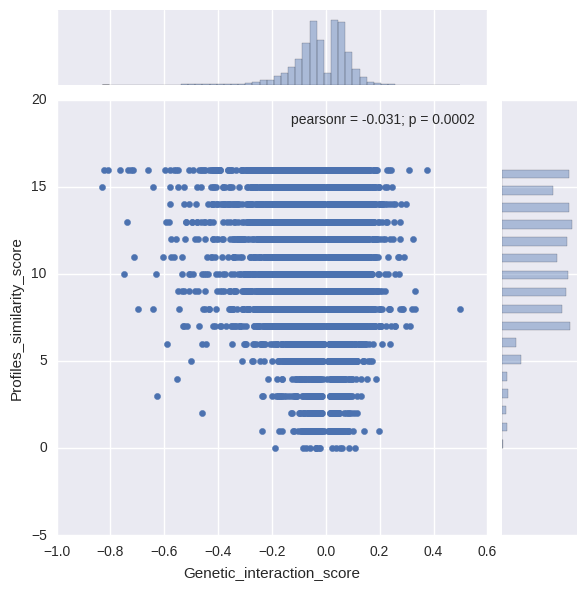 20
pearsonr = -0.031; p = 0.0002
15
10
5
0
−5
Profiles_similarity_score
−1.0 −0.8 −0.6 −0.4 −0.2 0.0 0.2 0.4 0.6
Genetic_interaction_score